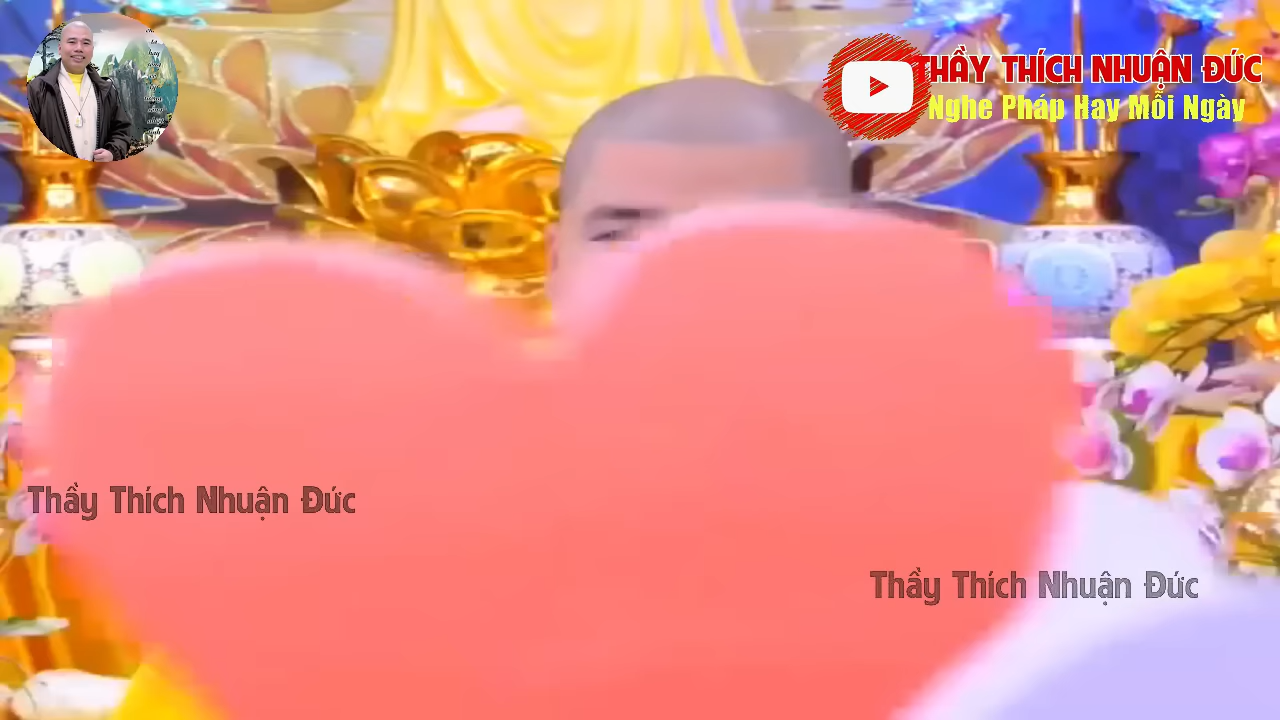 THẦY THÍCH NHUẬN ĐỨC
Nghe Pháp Hay Mỗi Ngày
Thầy Thích Nhuận Đức
Thầy Thích Nhuận Đức